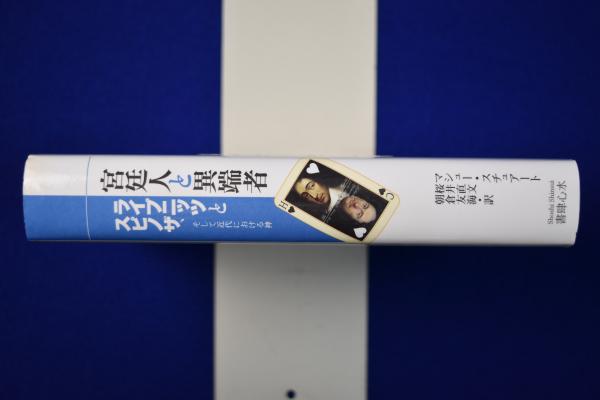 宮廷人と異端者
ライプニッツと
スピノザ、
そして近代における神
H
C
マシュー・スチュアート
桜井直文
朝倉友海・訳
Shoshi Shinsui
書肆心水